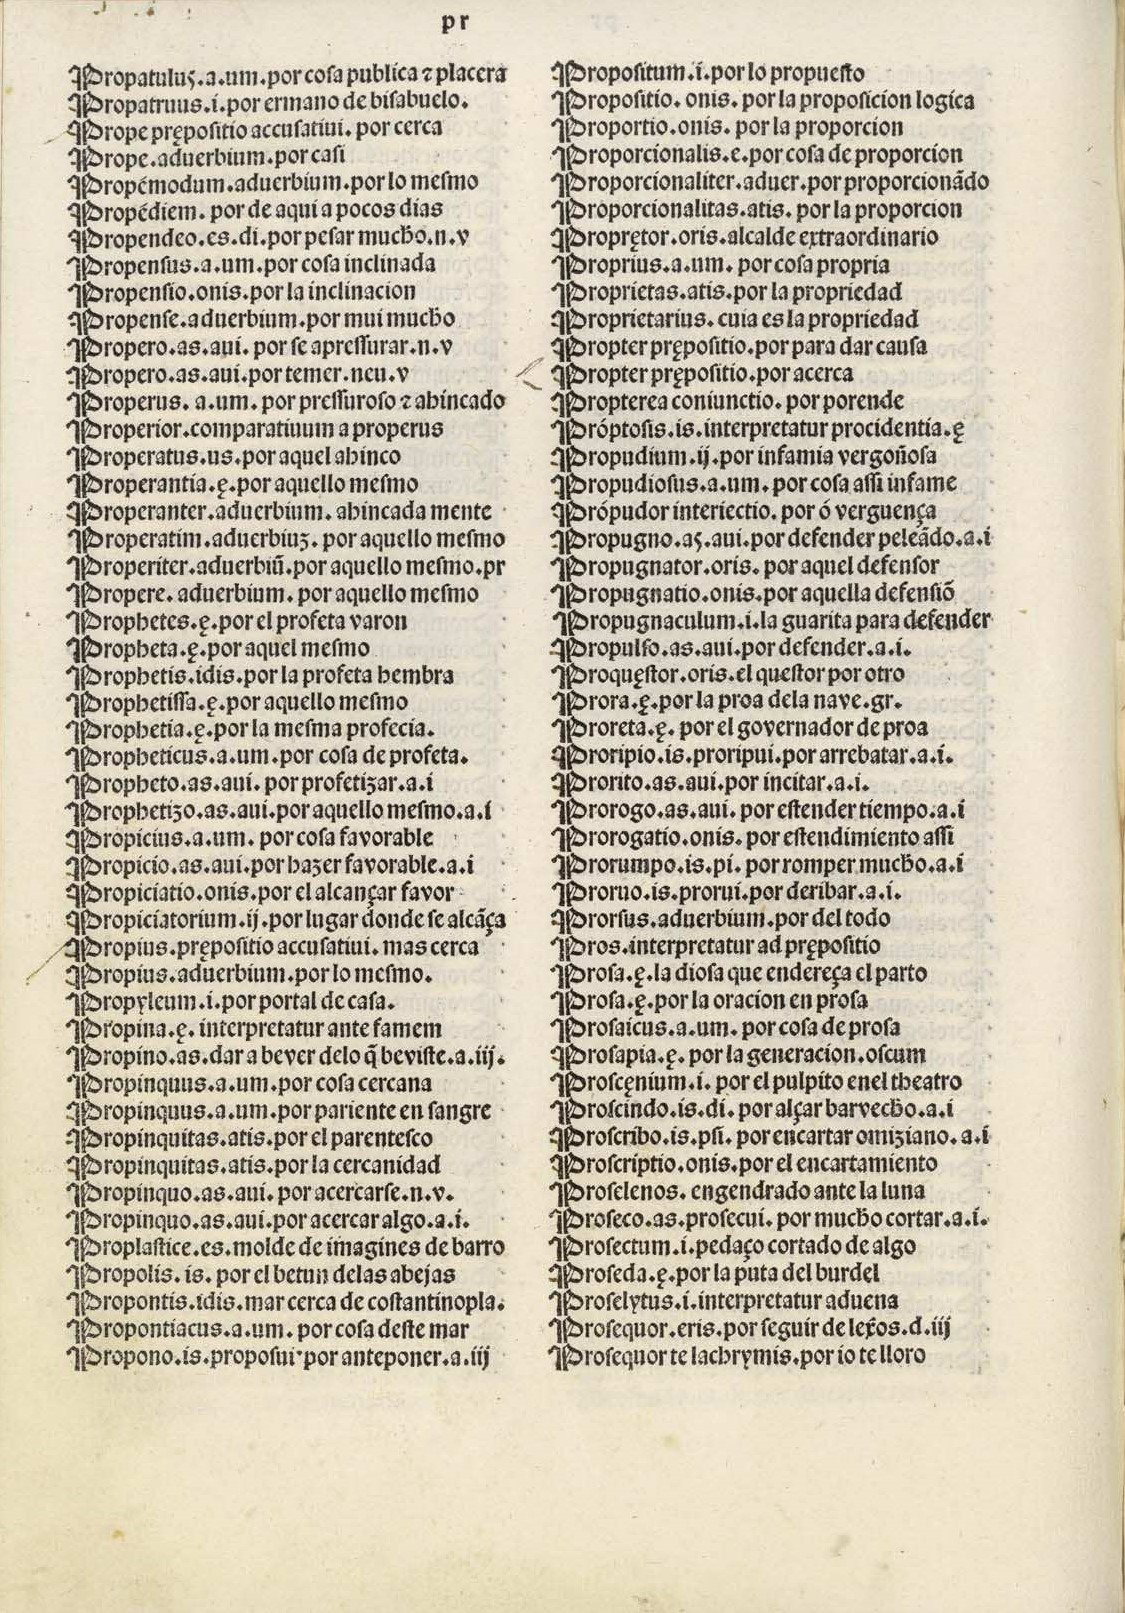 pr
¶Propatulus.a.um.por cosa publica ⁊ placera
¶Propatruus.i.por ermano de bisabuelo.
¶Prope prępositio accusatiui. por cerca
¶Prope.aduerbium.por casi
¶Propémodum.aduerbium.por lo mesmo
¶Propédiem. por de aqui a pocos dias
¶Propendeo.es.di.por pesar mucho.n.v
¶Propensus.a.um.por cosa inclinada
¶Propensio.onis.por la inclinacion
¶Propense.aduerbium.por mui mucho
¶Propero.as.aui. por se apressurar.n.v
¶Propero.as.aui.por temer.neu.v
¶Properus. a.um. por pressuroso ⁊ ahincado
¶Properior.comparatiuum a properus
¶Properatus.us.por aquel ahinco
¶Properantia.ę.por aquello mesmo
¶Properanter.aduerbium. ahincada mente
¶Properatim.aduerbiuʒ. por aquello mesmo
¶Properiter.aduerbiū.por aquello mesmo.pr
¶Propere. aduerbium. por aquello mesmo
¶Prophetes.ę.por el profeta varon
¶Propheta.ę.por aquel mesmo
¶Prophetis.idis.por la profeta hembra
¶Prophetissa.ę.por aquello mesmo
¶Prophetia.ę.por la mesma profecia.
¶Propheticus.a.um.por cosa de profeta.
¶Propheto.as.aui. por profetizar.a.i
¶Prophetizo.as.aui.por aquello mesmo.a.i
¶Propicius.a.um. por cosa favorable
¶Propicio.as.aui.por hazer favorable.a.i
¶Propiciatio.onis.por el alcançar favor
¶Propiciatorium.ij.por lugar donde se alcāça
¶Propius.prępositio accusatiui. mas cerca
¶Propius.aduerbium.por lo mesmo.
¶Propyleum.i.por portal de casa.
¶Propina.ę. interpretatur ante famem
¶Propino.as.dar a bever delo q̄ beviste.a.iij.
¶Propinquus.a.um.por cosa cercana
¶Propinquus.a.um.por pariente en sangre
¶Propinquitas.atis.por el parentesco
¶Propinquitas.atis.por la cercanidad
¶Propinquo.as.aui. por acercarse.n.v.
¶Propinquo.as.aui.por acercar algo.a.i.
¶Proplastice.es.molde de imagines de barro
¶Propolis.is. por el betun delas abejas
¶Propontis.idis.mar cerca de costantinopla.
¶Propontiacus.a.um. por cosa deste mar
¶Propono.is.proposui.por anteponer.a.iij
¶Propositum.i.por lo propuesto
¶Propositio. onis. por la proposicion logica
¶Proportio.onis. por la proporcion
¶Proporcionalis.e.por cosa de proporcion
¶Proporcionaliter.aduer.por proporcionādo
¶Proporcionalitas.atis. por la proporcion
¶Proprętor.oris.alcalde extraordinario
¶Proprius.a.um. por cosa propria
¶Proprietas.atis.por la propriedad
¶Proprietarius. cuia es la propriedad
¶Propter prępositio.por para dar causa
¶Propter prępositio.por acerca
¶Propterea coniunctio. por porende
¶Próptosis.is.interpretatur procidentia.ę
¶Propudium.ij.por infamia vergoñosa
¶Propudiosus.a.um. por cosa assi infame
¶Própudor interiectio. por ó verguença
¶Propugno.as.aui.por defender peleādo.a.i
¶Propugnator.oris. por aquel defensor
¶Propugnatio.onis.por aquella defensiō
¶Propugnaculum.i.la guarita para defender
¶Propulso.as.aui.por defender.a.i.
¶Proquęstor.oris.el questor por otro
¶Prora.ę.por la proa dela nave.gr.
¶Proreta.ę. por el governador de proa
¶Proripio.is.proripui.por arrebatar.a.i.
¶Prorito.as.aui.por incitar.a.i.
¶Prorogo.as.aui. por estender tiempo.a.i
¶Prorogatio.onis. por estendimiento assi
¶Prorumpo.is.pi. por romper mucho.a.i
¶Proruo.is.prorui.por deribar.a.i.
¶Prorsus.aduerbium.por del todo
¶Pros.interpretatur ad prępositio
¶Prosa.ę.la diosa que endereça el parto
¶Prosa.ę.por la oracion en prosa
¶Prosaicus.a.um. por cosa de prosa
¶Prosapia.ę. por la generacion.oscum
¶Proscęnium.i. por el pulpito enel theatro
¶Proscindo.is.di. por alçar barvecho.a.i
¶Proscribo.is.psi. por encartar omiziano. a.i
¶Proscriptio.onis.por el encartamiento
¶Proselenos. engendrado ante la luna
¶Proseco.as.prosecui. por mucho cortar.a.i.
¶Prosectum.i.pedaço cortado de algo
¶Proseda.ę.por la puta del burdel
¶Proselytus.i.interpretatur aduena
¶Prosequor.eris.por seguir de lexos.d.iij
¶Prosequor te lachrymis.por io te lloro